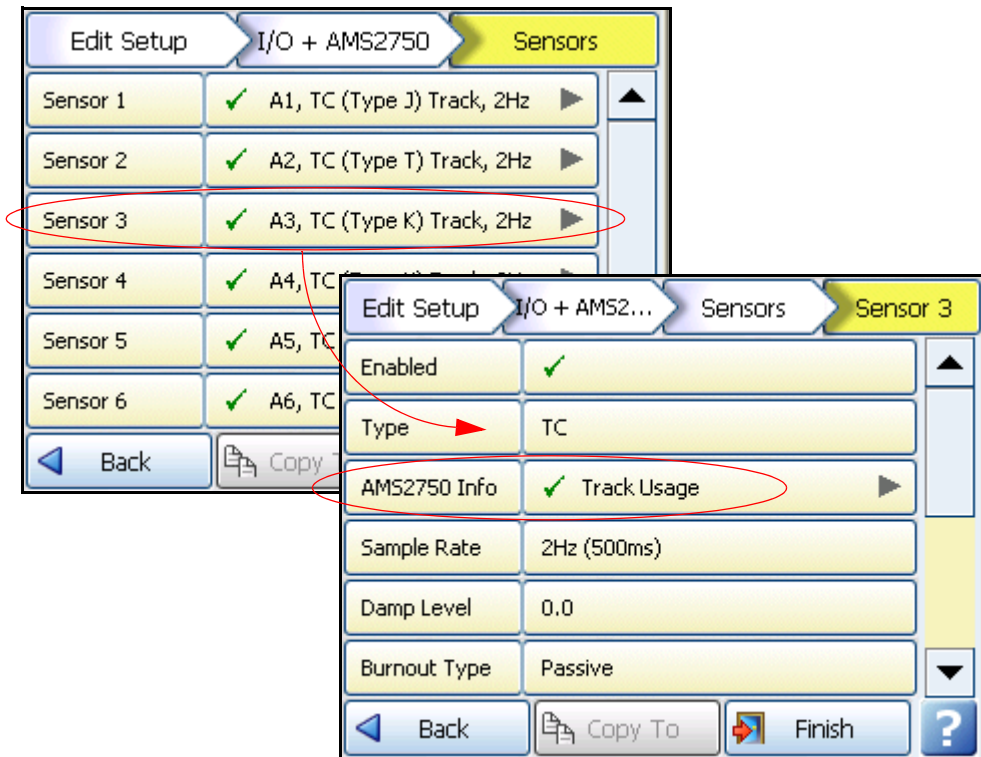 Edit Setup I/O + AMS2750 Sensors
Sensor 1 A1, TC (Type J) Track, 2Hz
Sensor 2 A2, TC (Type T) Track, 2Hz
Sensor 3 A3, TC (Type K) Track, 2Hz
Sensor 4 A4, TC
Sensor 5 A5, TC
Sensor 6 A6, TC
Back Copy
Edit Setup I/O + AMS2... Sensors Sensor 3
Enabled
Type TC
AMS2750 Info Track Usage
Sample Rate 2Hz (500ms)
Damp Level 0.0
Burnout Type Passive
Back Copy To Finish ?